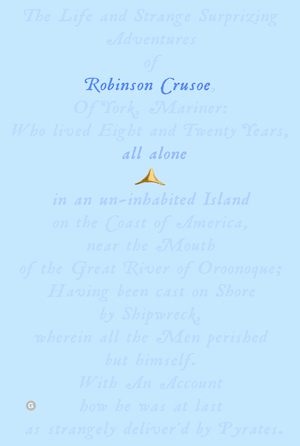 The Life and Strange Surprizing
Adventures
of
Robinson Crusoe,
Of York, Mariner:
Who lived Eight and Twenty Years,
all alone
in an un-inhabited Island
on the Coast of America,
near the Mouth
of the Great River of Oroonoque;
Having been cast on Shore
by Shipwreck,
wherein all the Men perished
but himself.
With An Account
how he was at last
as strangely deliver'd by Pyrates.